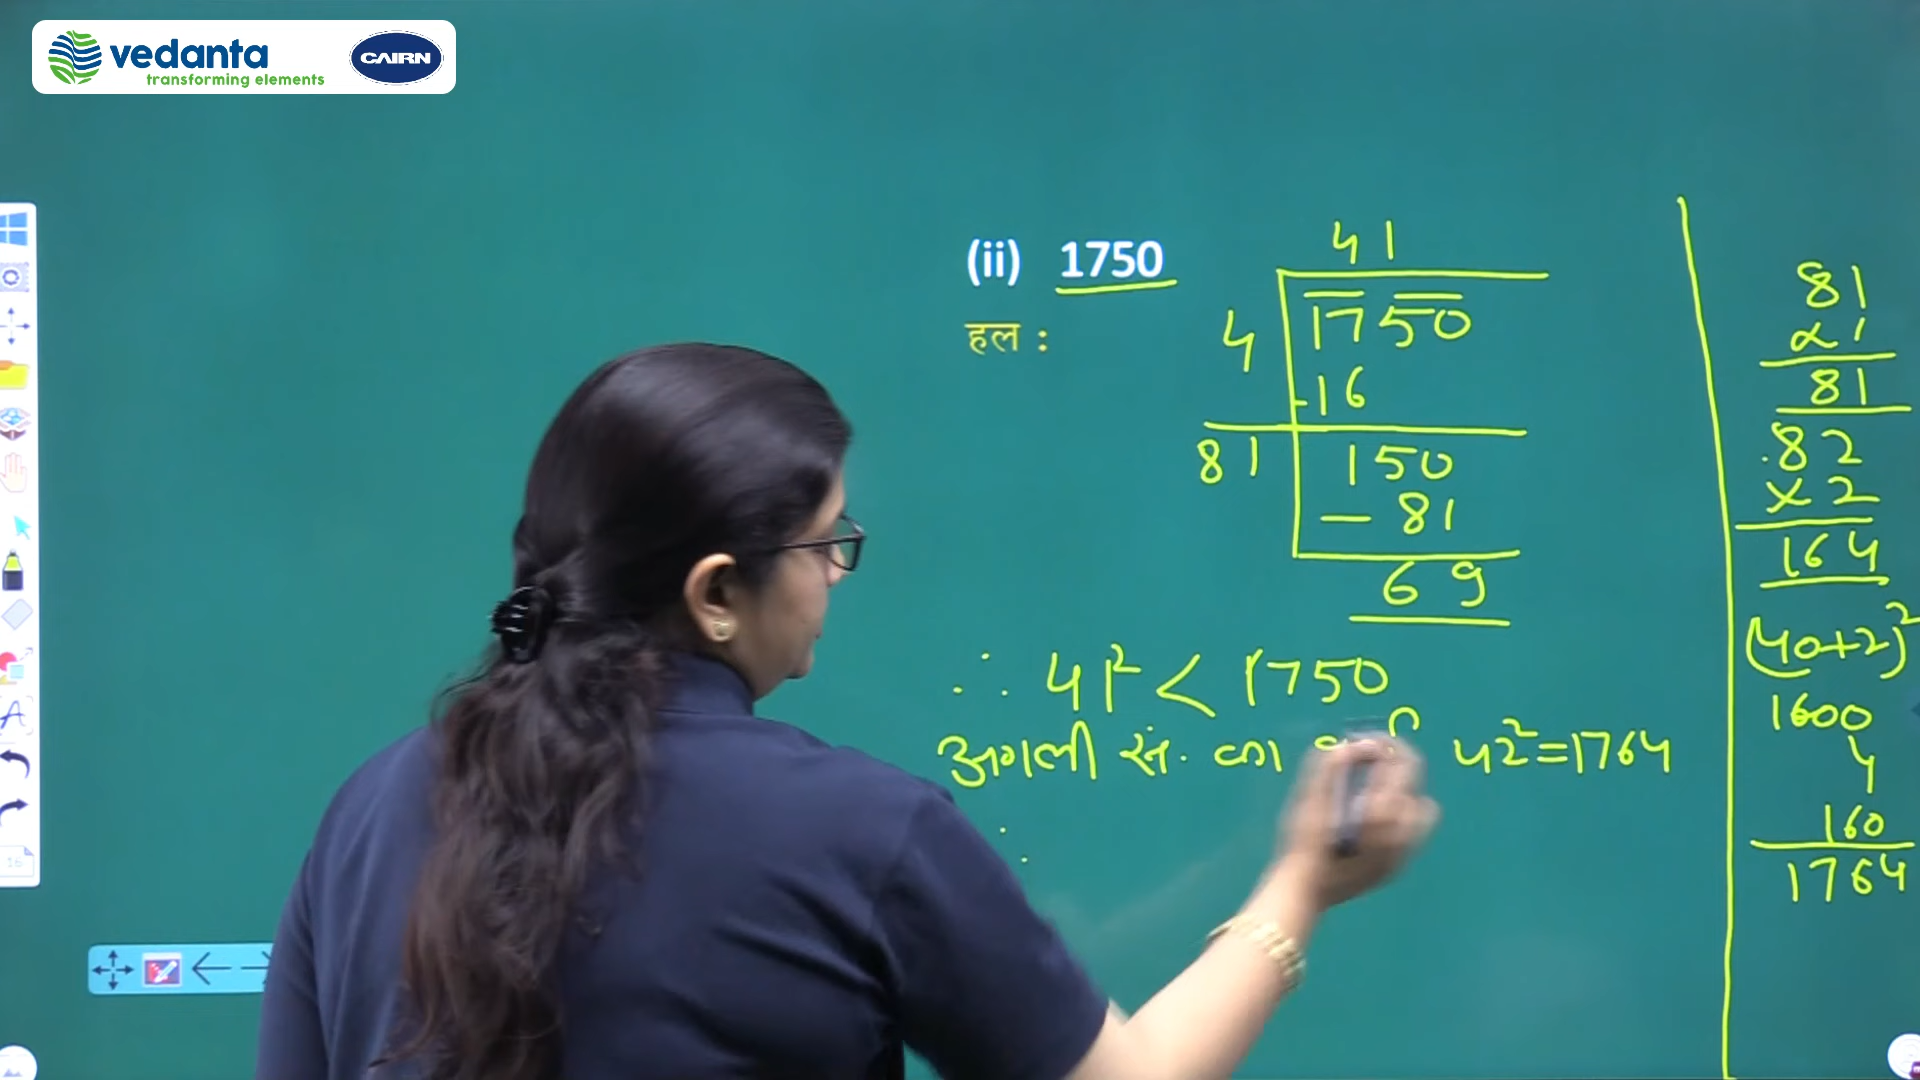 vedanta
transforming elements
CAIRN
(ii) 1750
हल :
41
4
1750
-16
81
150
- 81
69
∴ 41² < 1750
अगली सं. का 42² = 1764
∴
81
x 1
81
82
x 2
164
(40+2)²
1600
4
160
1764